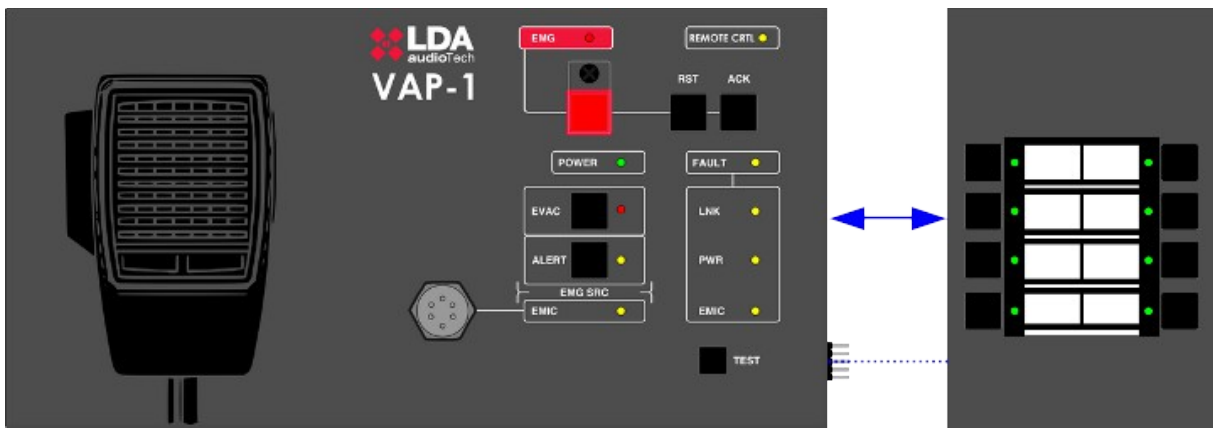 LDA
audioTech
VAP-1
EMG
REMOTE CRTL
RST
ACK
POWER
FAULT
EVAC
LNK
ALERT
PWR
EMG SRC
EMIC
EMIC
TEST